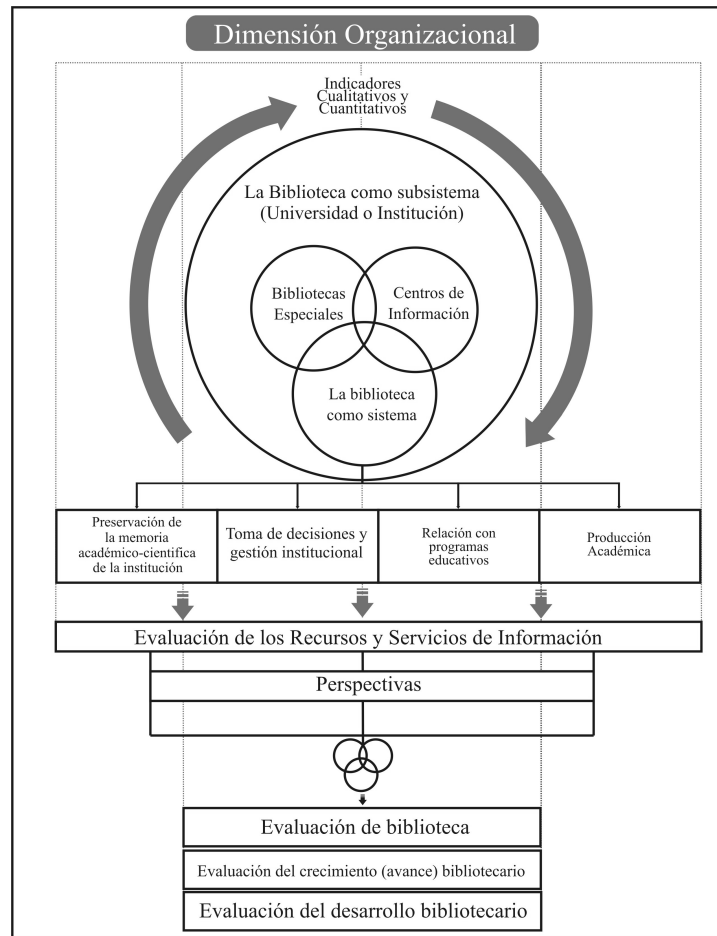 Dimensión Organizacional
Indicadores
Cualitativos y
Cuantitativos
La Biblioteca como subsistema
(Universidad o Institución)
Bibliotecas
Especiales
Centros de
Información
La biblioteca
como sistema
Preservación de
la memoria
académico-científica
de la institución
Toma de decisiones y
gestión institucional
Relación con
programas
educativos
Producción
Académica
Evaluación de los Recursos y Servicios de Información
Perspectivas
Evaluación de biblioteca
Evaluación del crecimiento (avance) bibliotecario
Evaluación del desarrollo bibliotecario